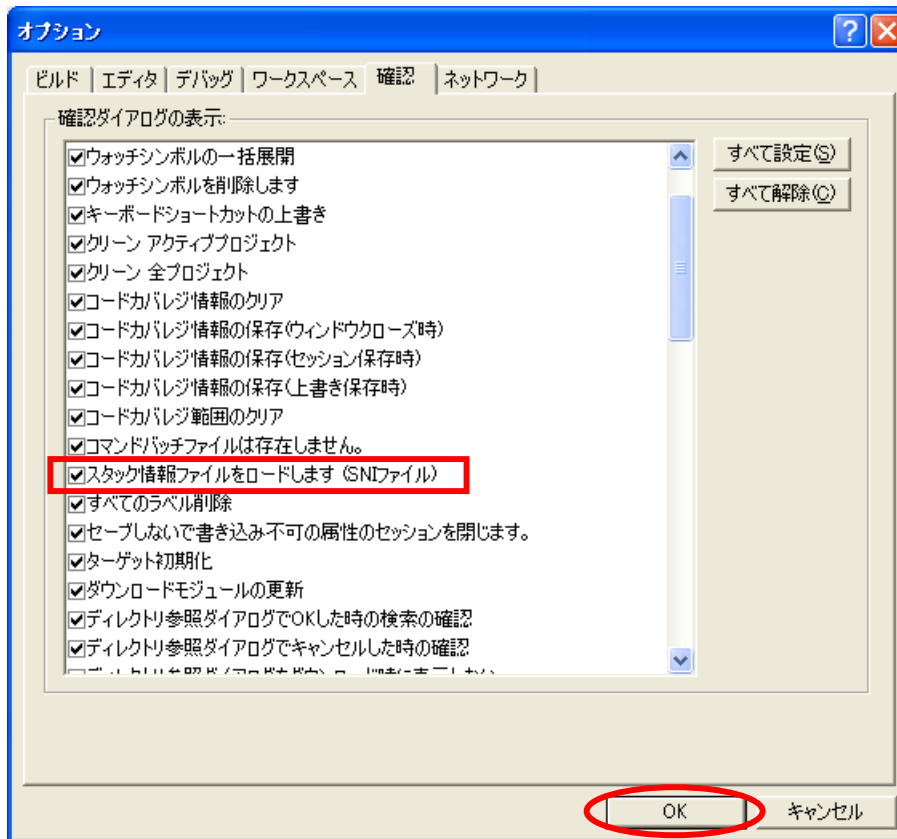 オプション
ビルド エディタ デバッグ ワークスペース 確認 ネットワーク
確認ダイアログの表示:
ウォッチシンボルの一括展開
ウォッチシンボルを削除します
キーボードショートカットの上書き
クリーン アクティブプロジェクト
クリーン 全プロジェクト
コードカバレジ情報のクリア
コードカバレジ情報の保存(ウィンドウクローズ時)
コードカバレジ情報の保存(セッション保存時)
コードカバレジ情報の保存(上書き保存時)
コードカバレジ範囲のクリア
コマンドバッチファイルは存在しません。
スタック情報ファイルをロードします (SNIファイル)
すべてのラベル削除
セーブしないで書き込み不可の属性のセッションを閉じます。
ターゲット初期化
ダウンロードモジュールの更新
ディレクトリ参照ダイアログでOKした時の検索の確認
ディレクトリ参照ダイアログでキャンセルした時の確認
すべて設定(S)
すべて解除(C)
OK キャンセル